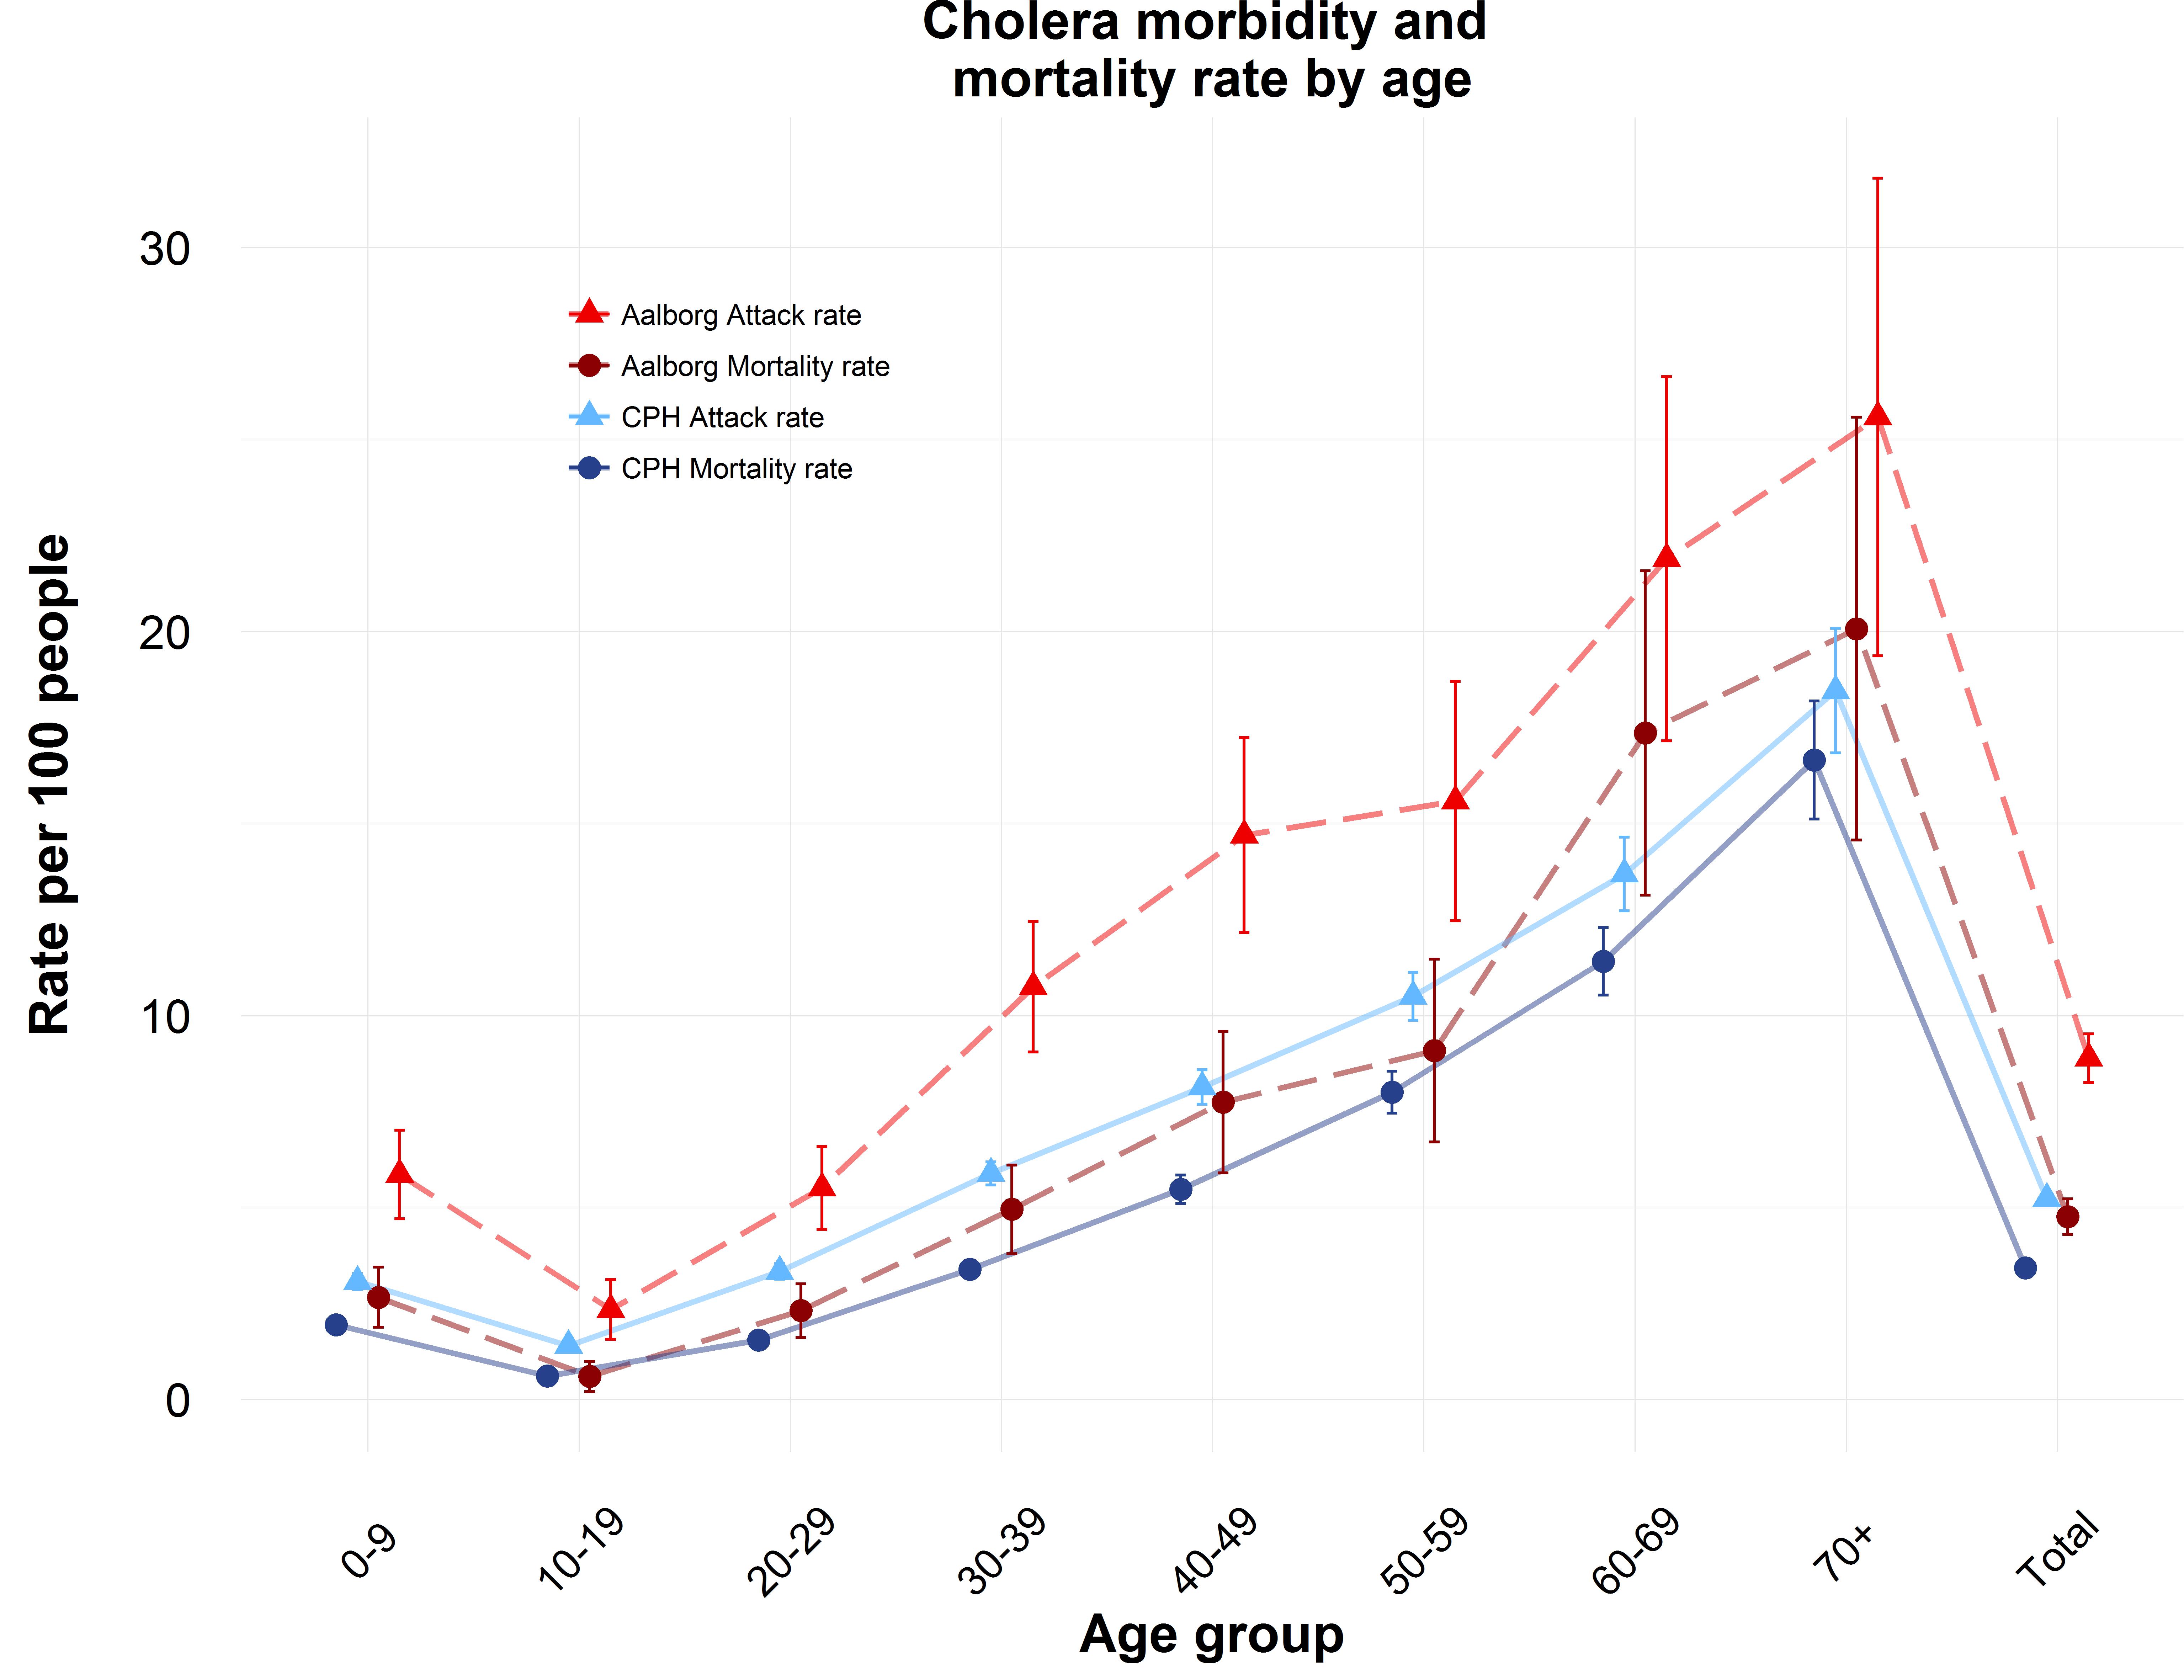 Cholera morbidity and
mortality rate by age
Rate per 100 people
30
20
10
0
Aalborg Attack rate
Aalborg Mortality rate
CPH Attack rate
CPH Mortality rate
0-9
10-19
20-29
30-39
40-49
50-59
60-69
70+
Total
Age group